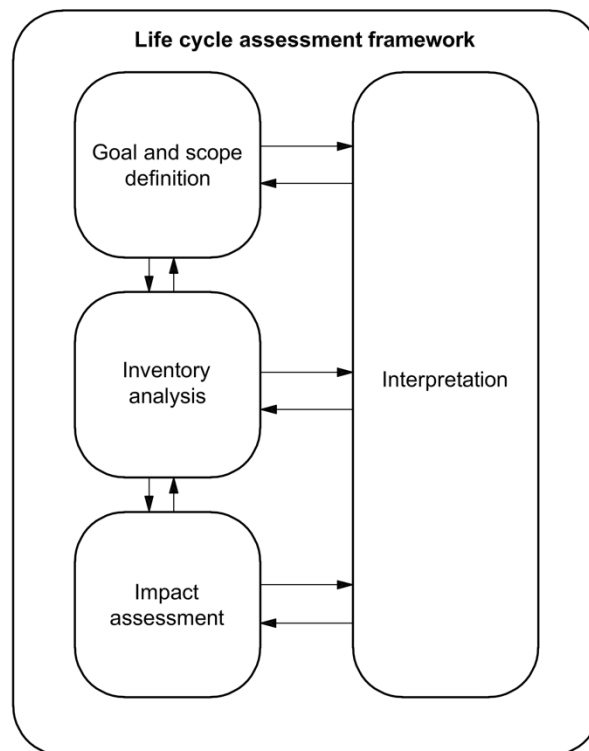 Life cycle assessment framework
Goal and scope
definition
Inventory
analysis
Interpretation
Impact
assessment